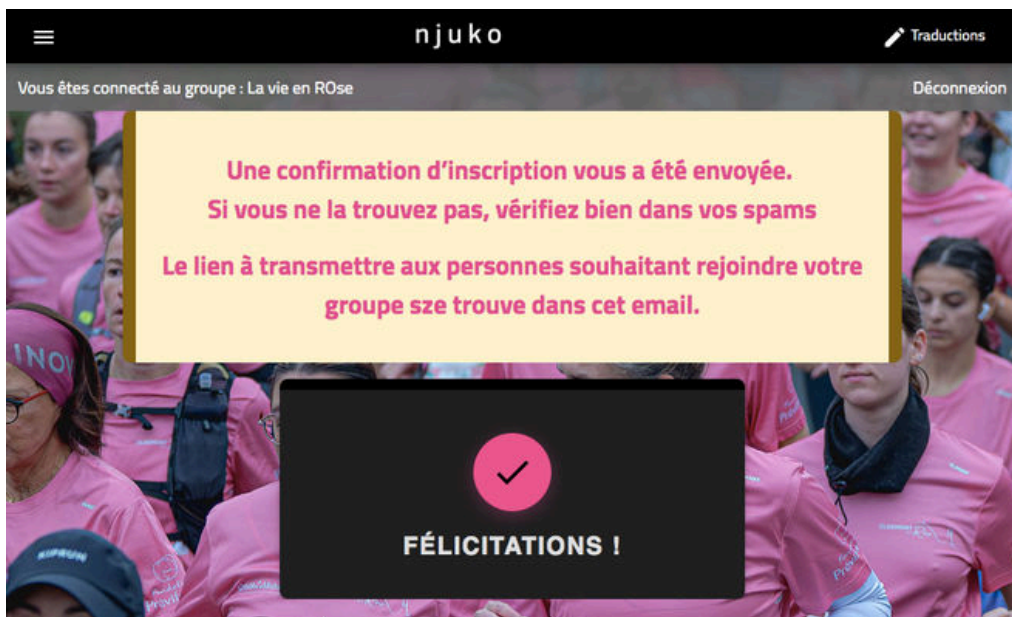 njuko
Traductions
Vous êtes connecté au groupe : La vie en ROse
Déconnexion
Une confirmation d'inscription vous a été envoyée.
Si vous ne la trouvez pas, vérifiez bien dans vos spams
Le lien à transmettre aux personnes souhaitant rejoindre votre
groupe sze trouve dans cet email.
INO
FÉLICITATIONS !
KIPRUN